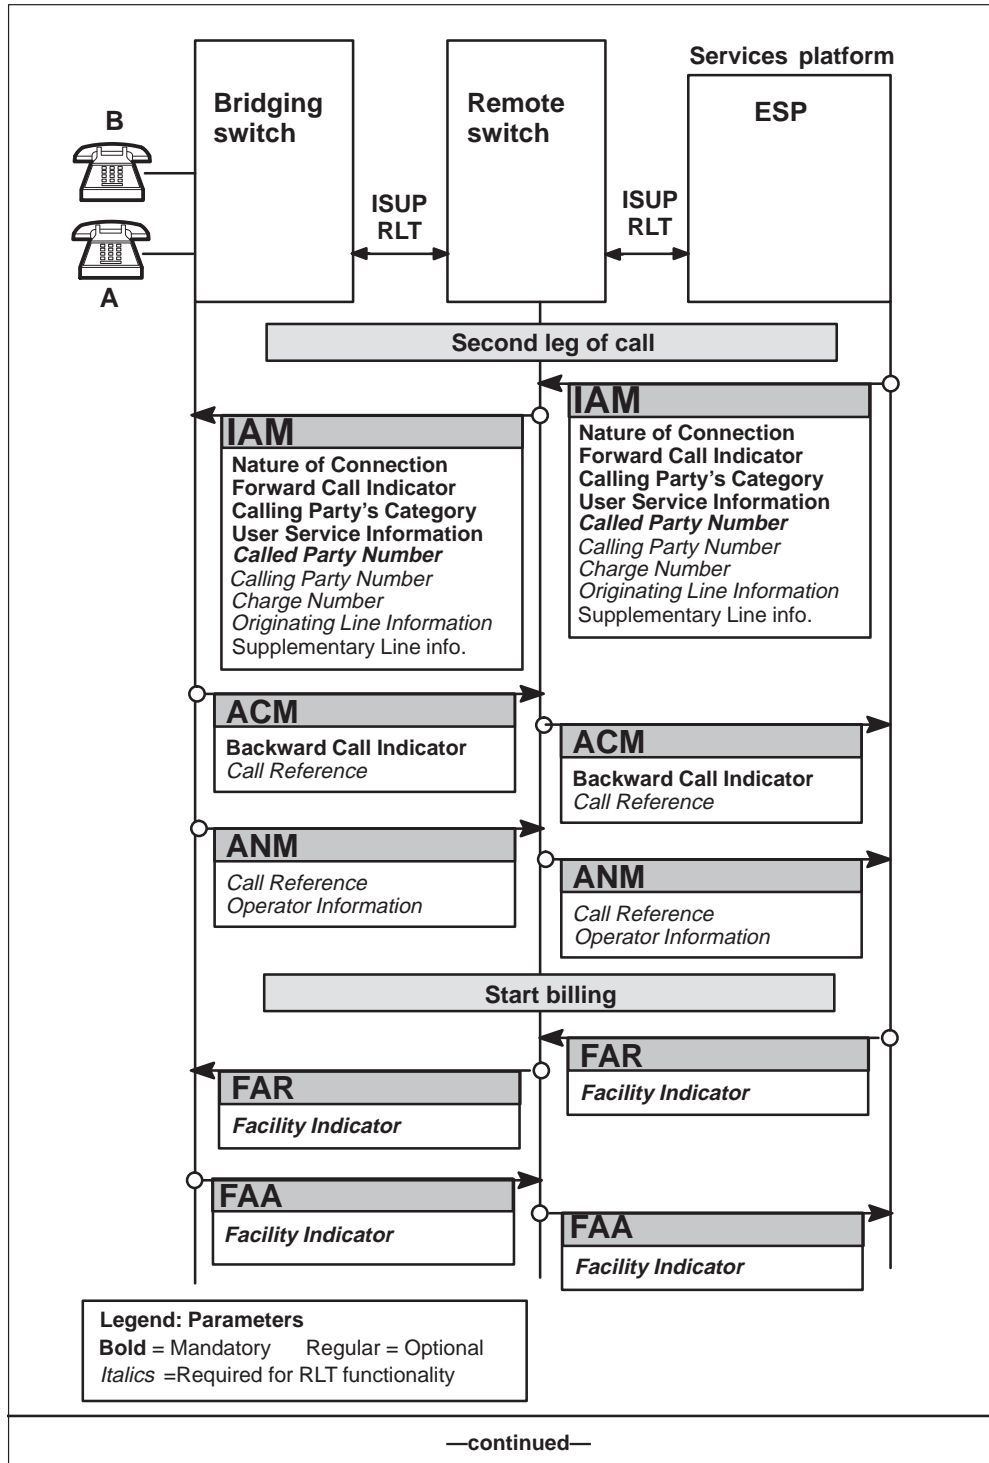 Services platform
Bridging
switch
Remote
switch
ESP
B
A
ISUP
RLT
ISUP
RLT
Second leg of call
IAM
Nature of Connection
Forward Call Indicator
Calling Party's Category
User Service Information
Called Party Number
Calling Party Number
Charge Number
Originating Line Information
Supplementary Line info.
IAM
Nature of Connection
Forward Call Indicator
Calling Party's Category
User Service Information
Called Party Number
Calling Party Number
Charge Number
Originating Line Information
Supplementary Line info.
ACM
Backward Call Indicator
Call Reference
ACM
Backward Call Indicator
Call Reference
ANM
Call Reference
Operator Information
ANM
Call Reference
Operator Information
Start billing
FAR
Facility Indicator
FAR
Facility Indicator
FAA
Facility Indicator
FAA
Facility Indicator
Legend: Parameters
Bold = Mandatory Regular = Optional
Italics =Required for RLT functionality
—continued—